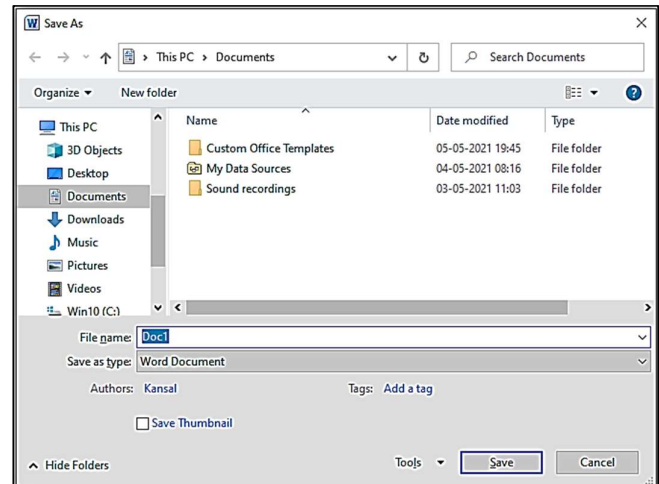 Save As
This PC > Documents
Search Documents
Organize
New folder
This PC
3D Objects
Desktop
Documents
Downloads
Music
Pictures
Videos
Win10 (C:)
Name Date modified Type
Custom Office Templates 05-05-2021 19:45 File folder
My Data Sources 04-05-2021 08:16 File folder
Sound recordings 03-05-2021 11:03 File folder
File name: Doc1
Save as type: Word Document
Authors: Kansal Tags: Add a tag
Save Thumbnail
Hide Folders Tools Save Cancel